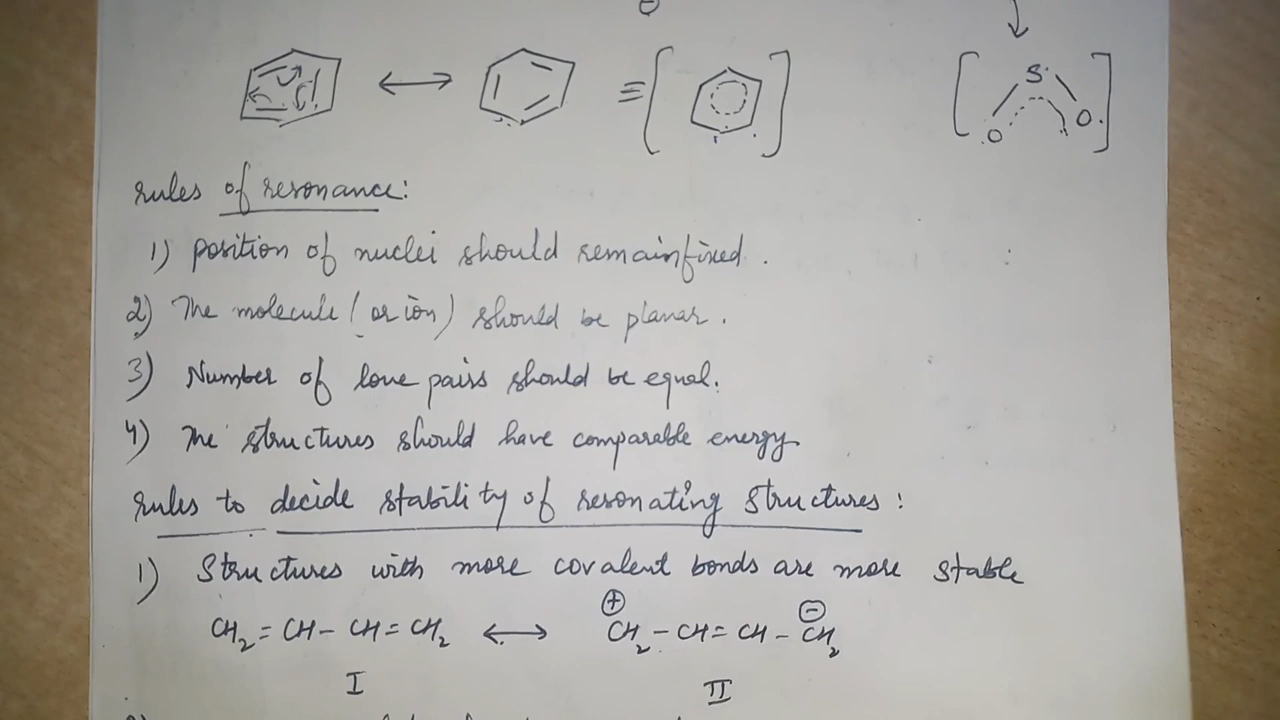 ⊖
↔ ≡
S
O O
rules of resonance:
1) position of nuclei should remain fixed.
2) The molecule (or ion) should be planar.
3) Number of lone pairs should be equal.
4) The structures should have comparable energy
rules to decide stability of resonating structures:
1) Structures with more covalent bonds are more stable
⊕ ⊖
CH₂ = CH - CH = CH₂ ↔ CH₂ - CH = CH - CH₂
I II